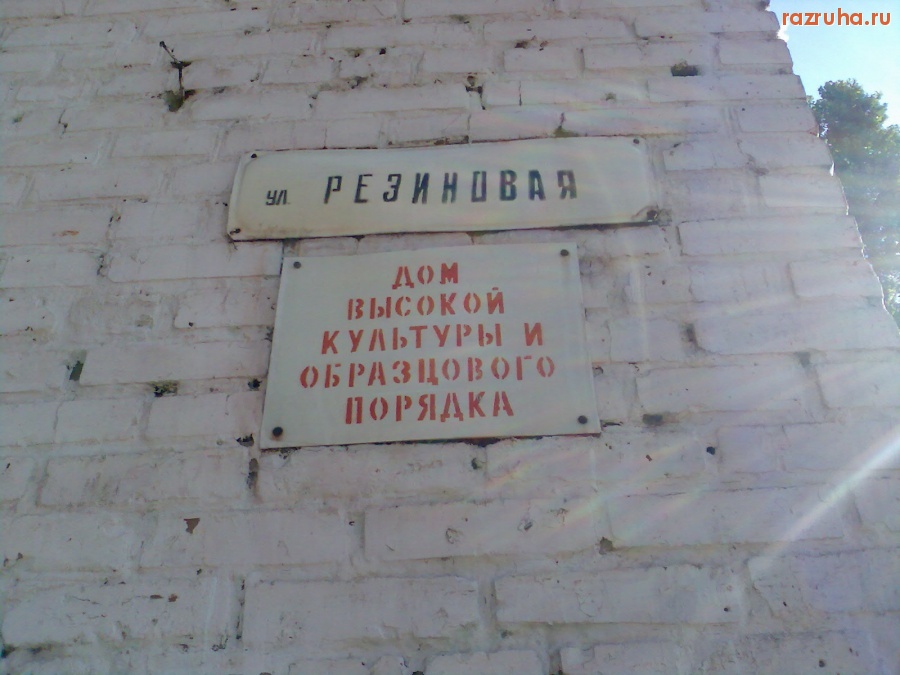 razruha.ru
ул. РЕЗИНОВАЯ
ДОМ
ВЫСОКОЙ
КУЛЬТУРЫ И
ОБРАЗЦОВОГО
ПОРЯДКА